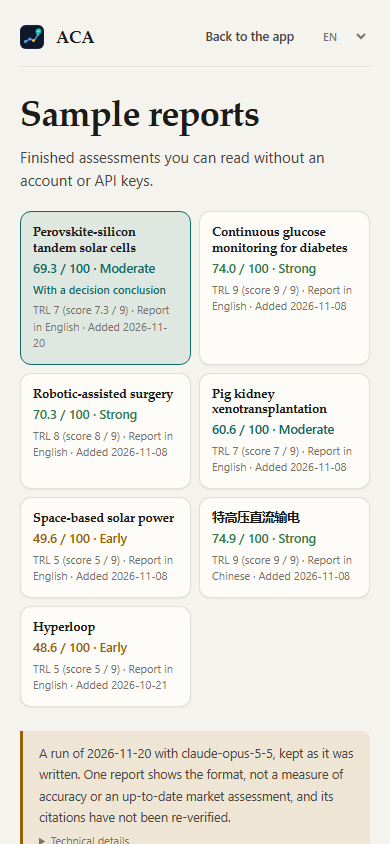 ACA
Back to the app
EN
Sample reports
Finished assessments you can read without an
account or API keys.
Perovskite-silicon
tandem solar cells
69.3 / 100 · Moderate
With a decision conclusion
TRL 7 (score 7.3 / 9) · Report
in English · Added 2026-11-
20
Continuous glucose
monitoring for diabetes
74.0 / 100 · Strong
TRL 9 (score 9 / 9) · Report in
English · Added 2026-11-08
Robotic-assisted surgery
70.3 / 100 · Strong
TRL 8 (score 8 / 9) · Report in
English · Added 2026-11-08
Pig kidney
xenotransplantation
60.6 / 100 · Moderate
TRL 7 (score 7 / 9) · Report in
English · Added 2026-11-08
Space-based solar power
49.6 / 100 · Early
TRL 5 (score 5 / 9) · Report in
English · Added 2026-11-08
特高压直流输电
74.9 / 100 · Strong
TRL 9 (score 9 / 9) · Report in
Chinese · Added 2026-11-08
Hyperloop
48.6 / 100 · Early
TRL 5 (score 5 / 9) · Report in
English · Added 2026-10-21
A run of 2026-11-20 with claude-opus-5-5, kept as it was
written. One report shows the format, not a measure of
accuracy or an up-to-date market assessment, and its
citations have not been re-verified.
Technical details